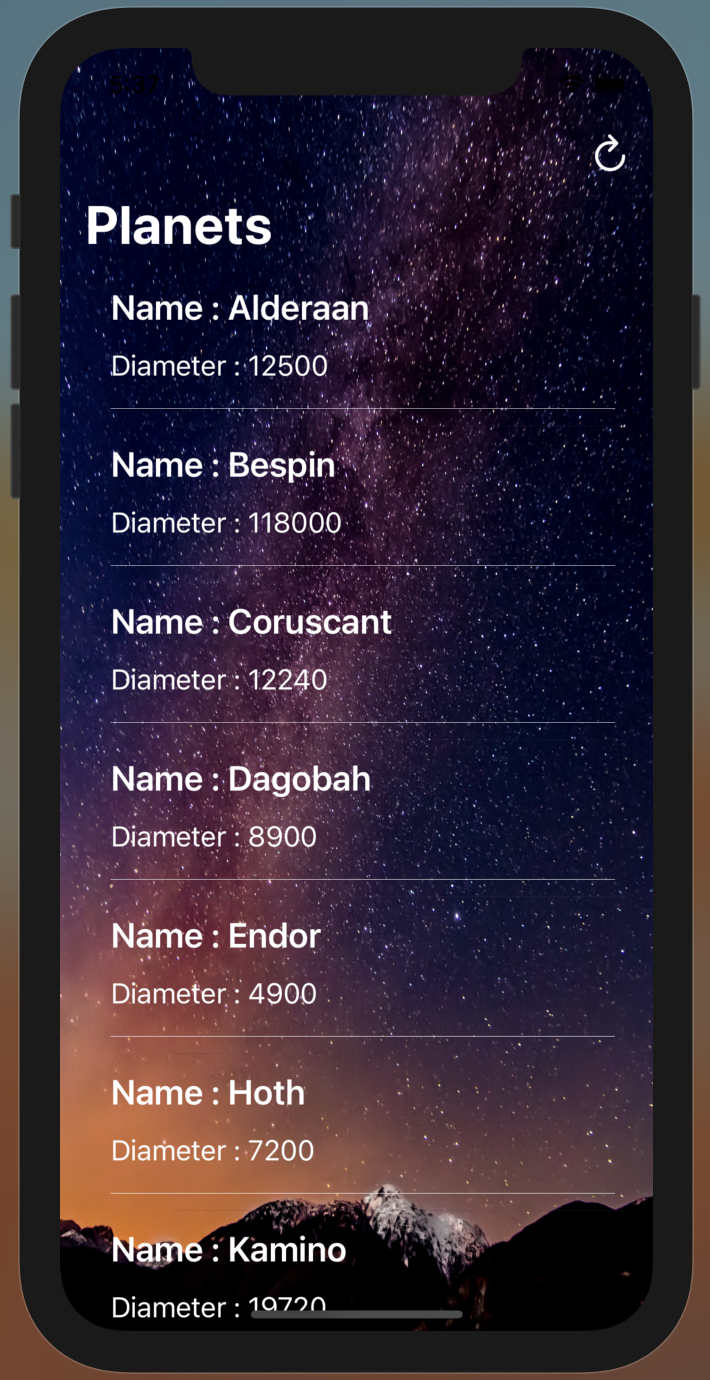 Planets
Name : Alderaan
Diameter : 12500
Name : Bespin
Diameter : 118000
Name : Coruscant
Diameter : 12240
Name : Dagobah
Diameter : 8900
Name : Endor
Diameter : 4900
Name : Hoth
Diameter : 7200
Name : Kamino
Diameter : 19720